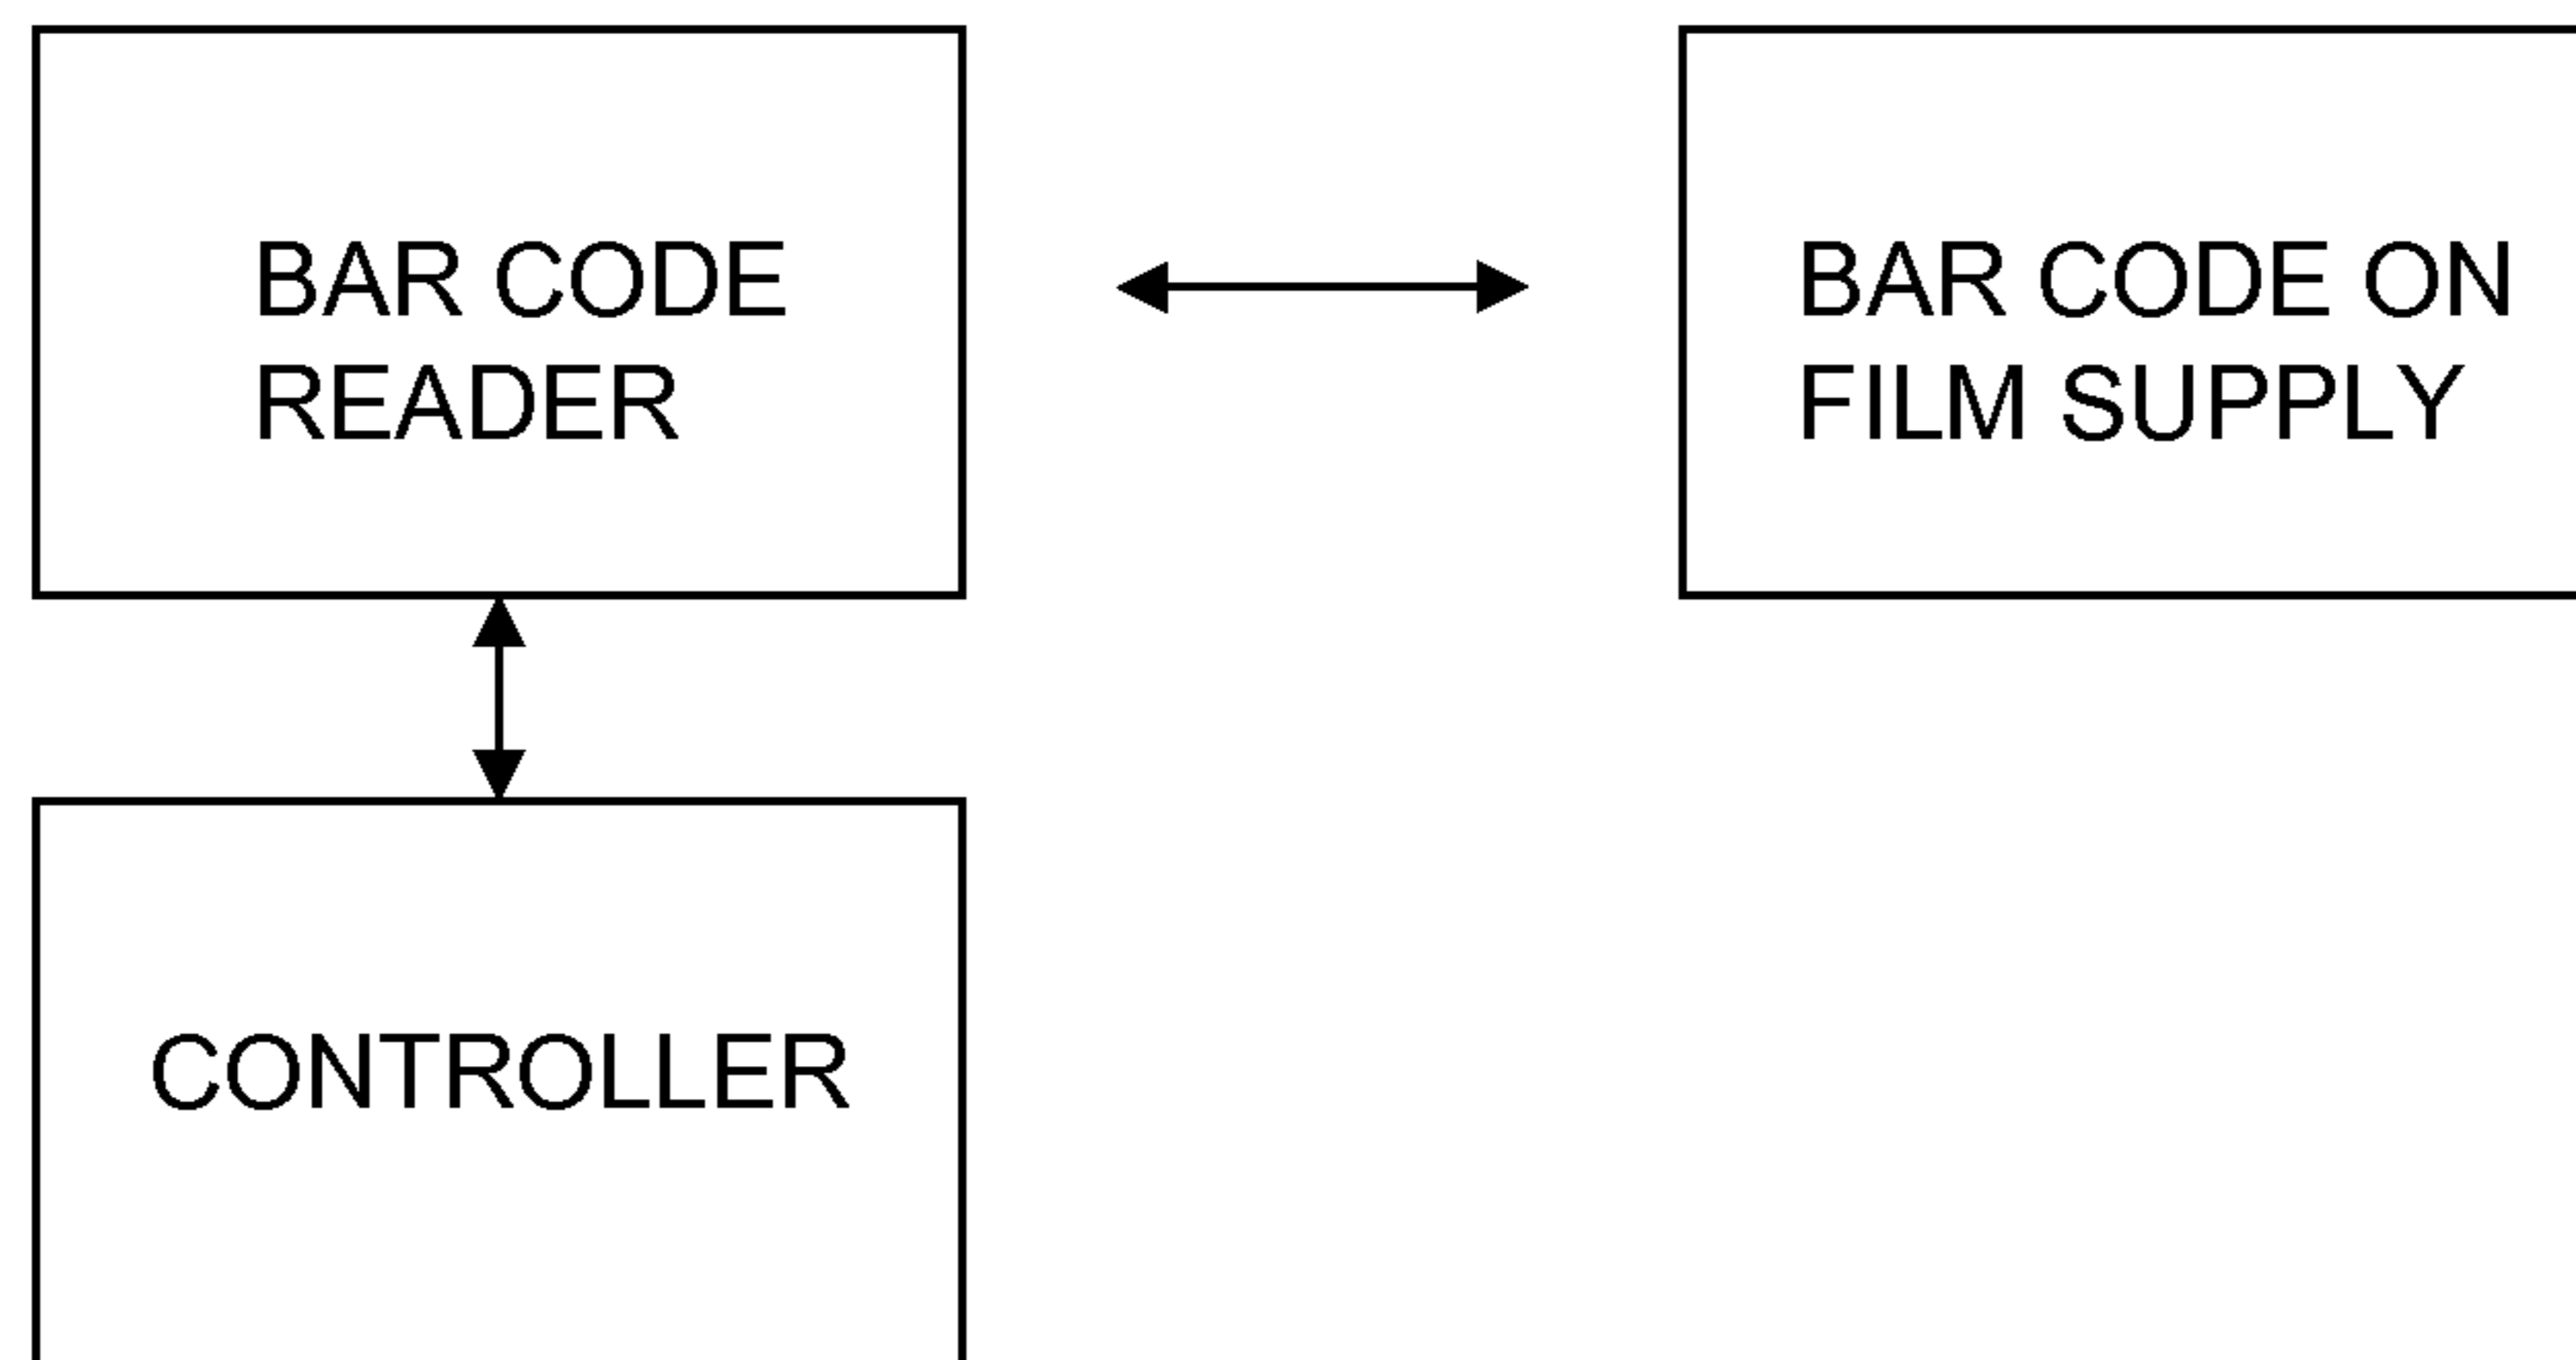 BAR CODE
READER
BAR CODE ON
FILM SUPPLY
CONTROLLER